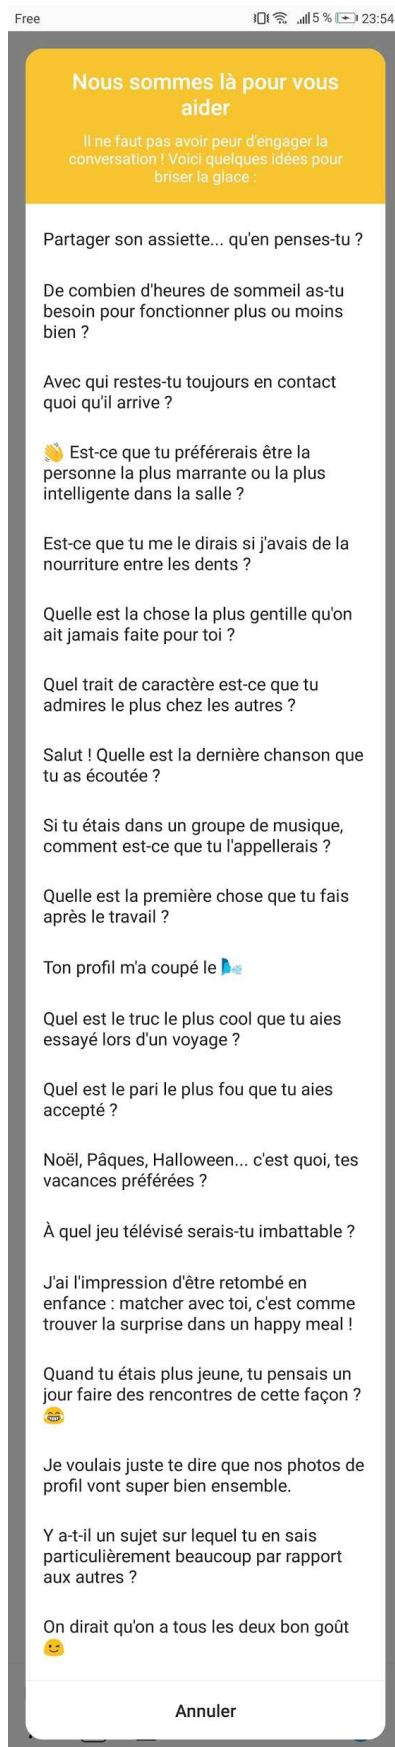 Free 5 % 23:54
Nous sommes là pour vous
aider
Il ne faut pas avoir peur d'engager la
conversation ! Voici quelques idées pour
briser la glace :
Partager son assiette... qu'en penses-tu ?
De combien d'heures de sommeil as-tu
besoin pour fonctionner plus ou moins
bien ?
Avec qui restes-tu toujours en contact
quoi qu'il arrive ?
👋 Est-ce que tu préférerais être la
personne la plus marrante ou la plus
intelligente dans la salle ?
Est-ce que tu me le dirais si j'avais de la
nourriture entre les dents ?
Quelle est la chose la plus gentille qu'on
ait jamais faite pour toi ?
Quel trait de caractère est-ce que tu
admires le plus chez les autres ?
Salut ! Quelle est la dernière chanson que
tu as écoutée ?
Si tu étais dans un groupe de musique,
comment est-ce que tu l'appellerais ?
Quelle est la première chose que tu fais
après le travail ?
Ton profil m'a coupé le 🌬️
Quel est le truc le plus cool que tu aies
essayé lors d'un voyage ?
Quel est le pari le plus fou que tu aies
accepté ?
Noël, Pâques, Halloween... c'est quoi, tes
vacances préférées ?
À quel jeu télévisé serais-tu imbattable ?
J'ai l'impression d'être retombé en
enfance : matcher avec toi, c'est comme
trouver la surprise dans un happy meal !
Quand tu étais plus jeune, tu pensais un
jour faire des rencontres de cette façon ?
😂
Je voulais juste te dire que nos photos de
profil vont super bien ensemble.
Y a-t-il un sujet sur lequel tu en sais
particulièrement beaucoup par rapport
aux autres ?
On dirait qu'on a tous les deux bon goût
😉
Annuler